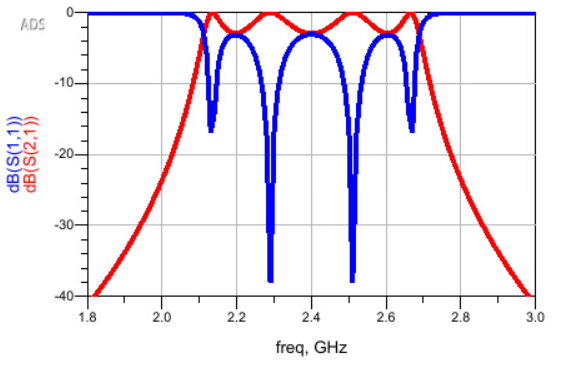 ADS
0
-10
-20
-30
-40
dB(S(1,1))
dB(S(2,1))
1.8 2.0 2.2 2.4 2.6 2.8 3.0
freq, GHz